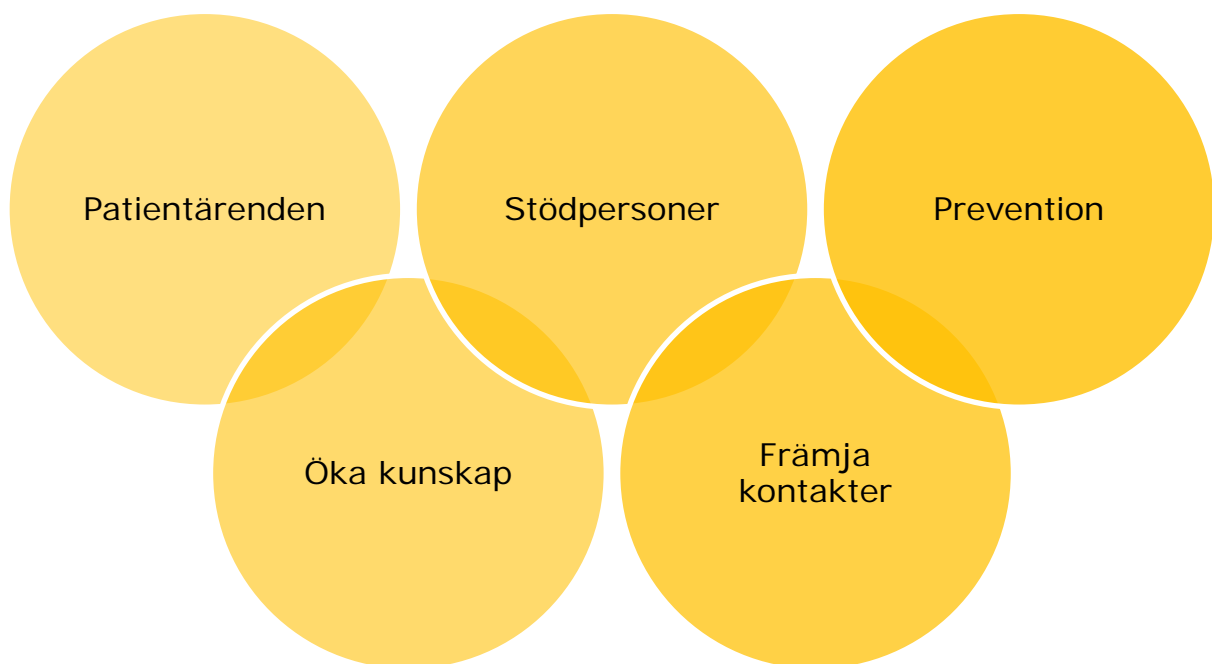 Patientärenden
Stödpersoner
Prevention
Öka kunskap
Främja
kontakter